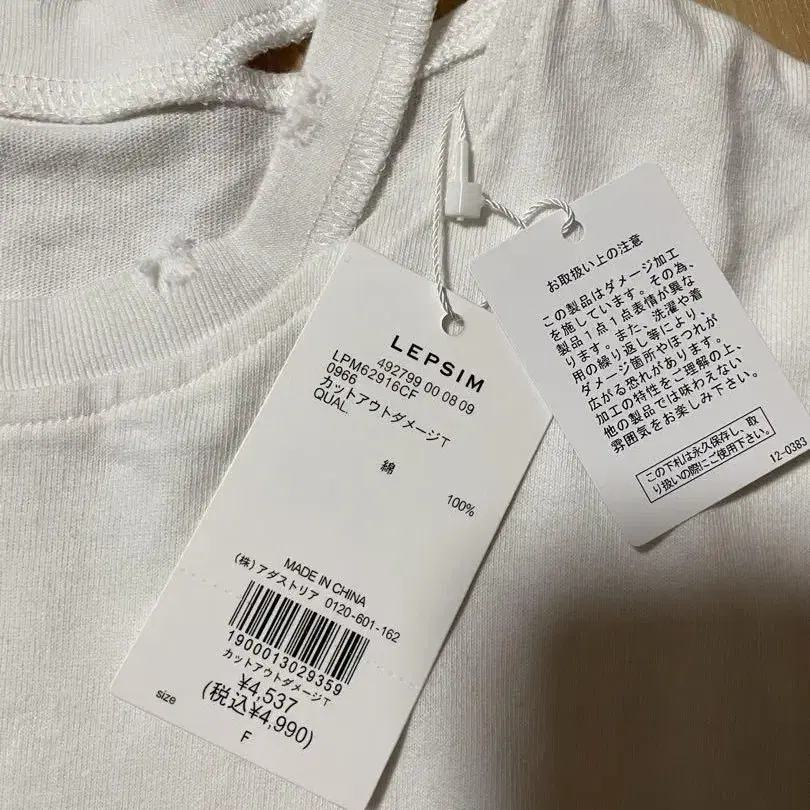 LEPSIM
492799 00 08 09
LPM62916CF
0966
カットアウトダメージT
QUAL.
綿
100%
MADE IN CHINA
(株)アダストリア 0120-601-162
1900013029359
カットアウトダメージT
¥4,537
(税込¥4,990)
size
F
お取扱い上の注意
この製品はダメージ加工
を施しています。その為、
製品1点1点表情が異な
ります。また、洗濯や着
用の繰り返し等により、
ダメージ箇所やほつれが
広がる恐れがあります。
加工の特性をご理解の上、
他の製品では味わえない
雰囲気をお楽しみ下さい。
この下札は永久保存し、取
り扱いの際にご使用下さい。
12-0383